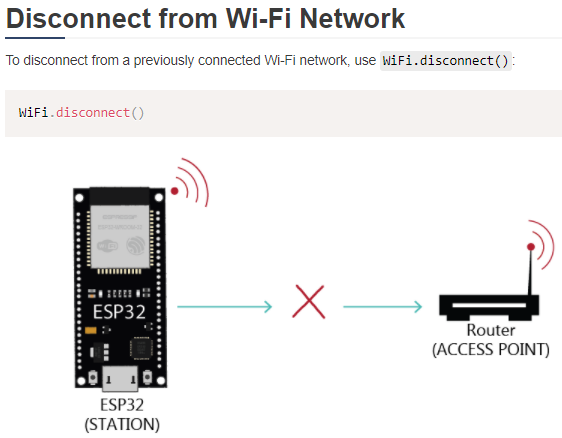 Disconnect from Wi-Fi Network
To disconnect from a previously connected Wi-Fi network, use WiFi.disconnect():
WiFi.disconnect()
ESP32
ESP32
(STATION)
Router
(ACCESS POINT)